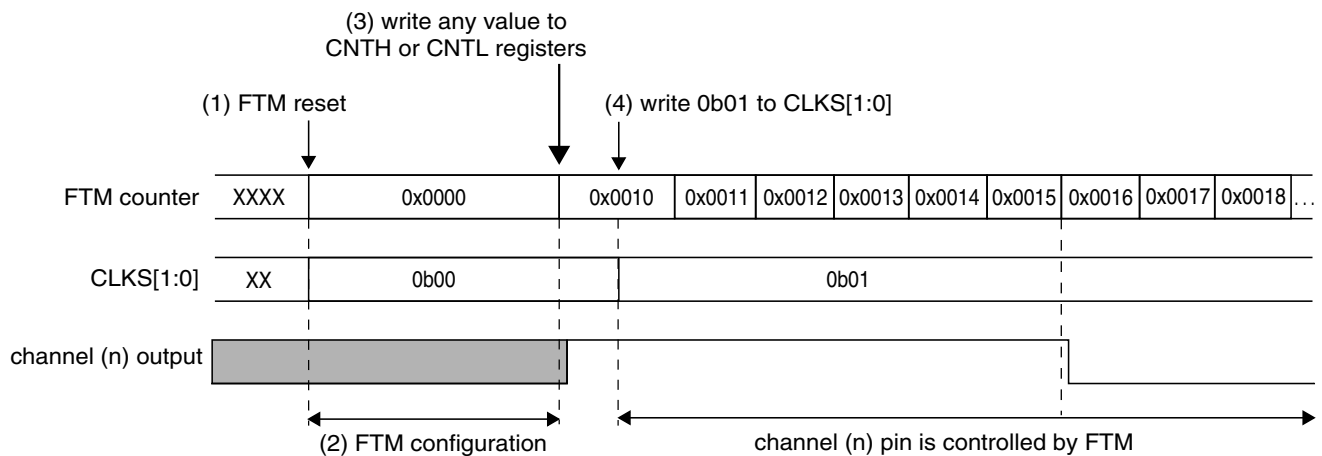 (3) write any value to
CNTH or CNTL registers
(1) FTM reset
(4) write 0b01 to CLKS[1:0]
FTM counter XXXX 0x0000 0x0010 0x0011 0x0012 0x0013 0x0014 0x0015 0x0016 0x0017 0x0018 ...
CLKS[1:0] XX 0b00 0b01
channel (n) output
(2) FTM configuration
channel (n) pin is controlled by FTM